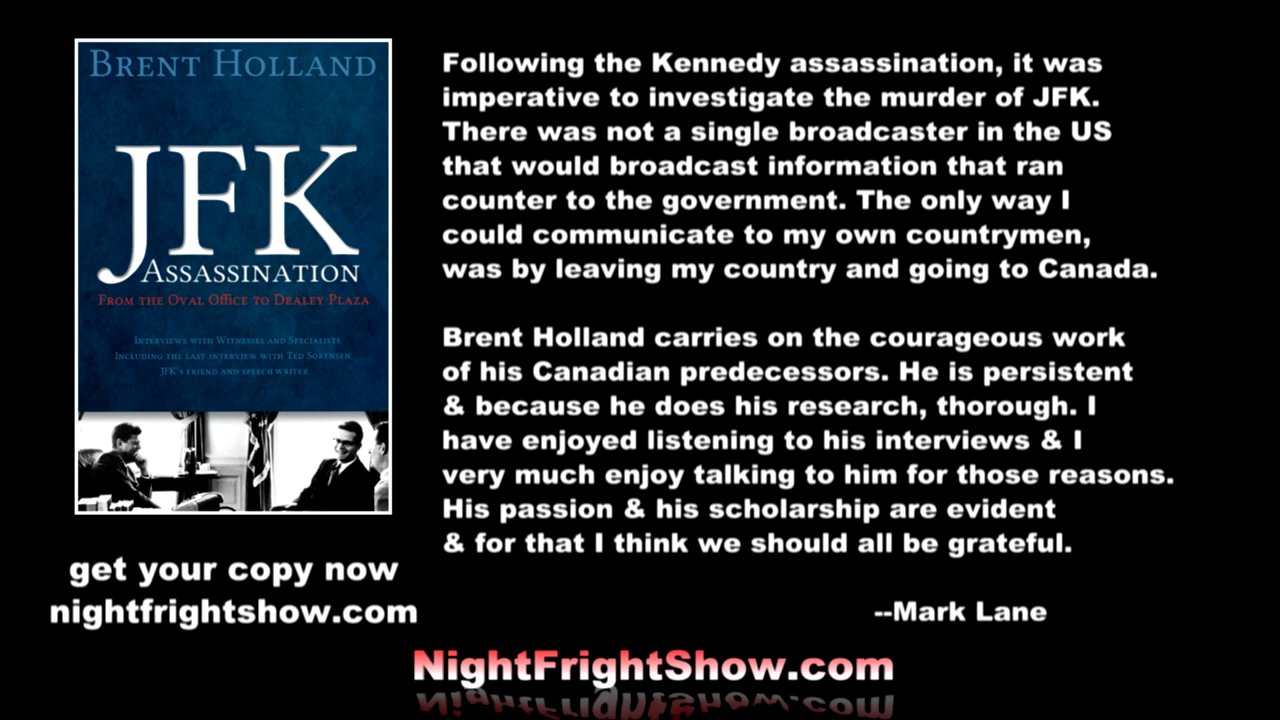 BRENT HOLLAND
JFK
ASSASSINATION
FROM THE OVAL OFFICE TO DEALEY PLAZA
INTERVIEWS WITH WITNESSES AND SPECIALISTS.
INCLUDING THE LAST INTERVIEW WITH TED SORENSEN,
JFK'S FRIEND AND SPEECH WRITER.
get your copy now
nightfrightshow.com
Following the Kennedy assassination, it was
imperative to investigate the murder of JFK.
There was not a single broadcaster in the US
that would broadcast information that ran
counter to the government. The only way I
could communicate to my own countrymen,
was by leaving my country and going to Canada.
Brent Holland carries on the courageous work
of his Canadian predecessors. He is persistent
& because he does his research, thorough. I
have enjoyed listening to his interviews & I
very much enjoy talking to him for those reasons.
His passion & his scholarship are evident
& for that I think we should all be grateful.
--Mark Lane
NightFrightShow.com